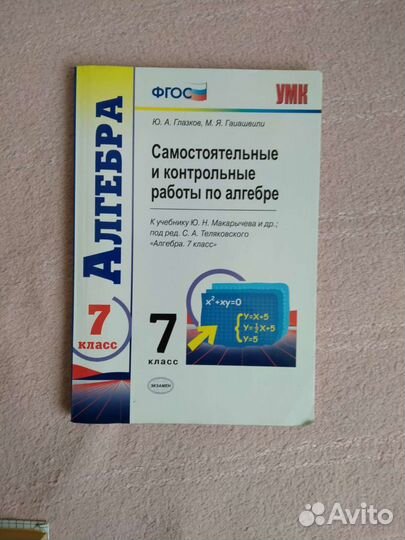 ФГОС
УМК
Ю. А. Глазков, М. Я. Гаиашвили
Самостоятельные
и контрольные
работы по алгебре
К учебнику Ю. Н. Макарычева и др.;
под ред. С. А. Теляковского
«Алгебра. 7 класс»
АЛГЕБРА
7
КЛАСС
x²+xy=0
У=X+5
У=½X+5
У=5
7
КЛАСС
ЭКЗАМЕН
Avito